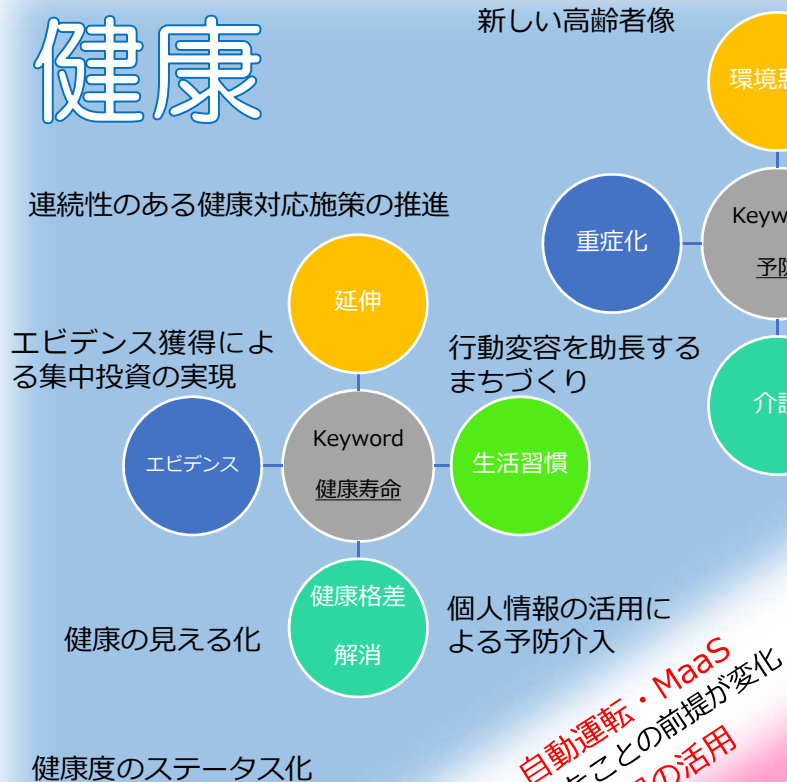 健康
新しい高齢者像
連続性のある健康対応施策の推進
重症化
延伸
エビデンス獲得によ
る集中投資の実現
行動変容を助長する
まちづくり
エビデンス
Keyword
健康寿命
生活習慣
健康格差
解消
健康の見える化
個人情報の活用に
よる予防介入
自動運転・MaaS
ことの前提が変化
の活用
健康度のステータス化